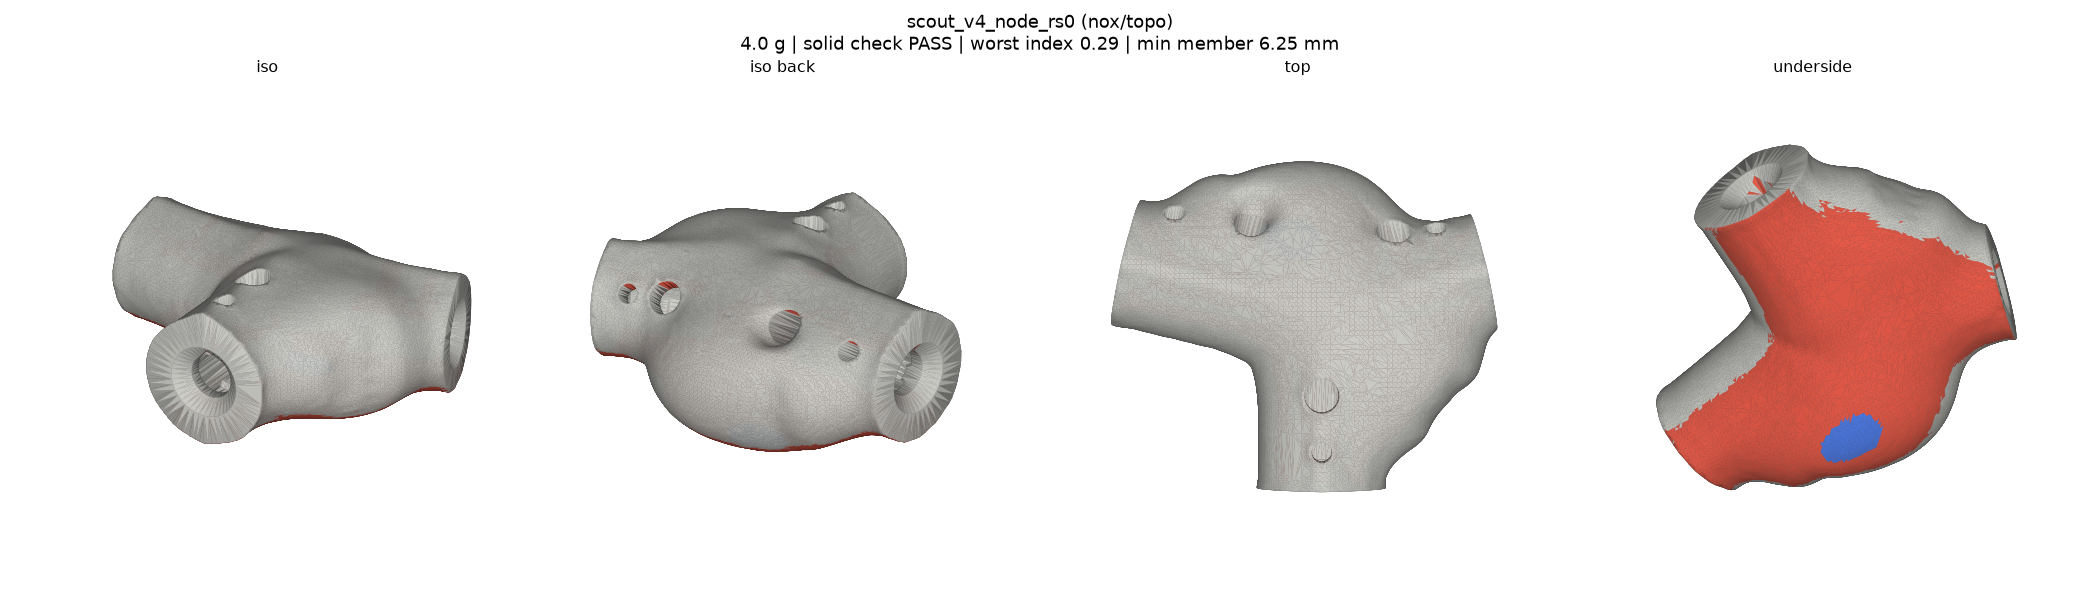 scout_v4_node_rs0 (nox/topo)
4.0 g | solid check PASS | worst index 0.29 | min member 6.25 mm
iso
iso back
top
underside